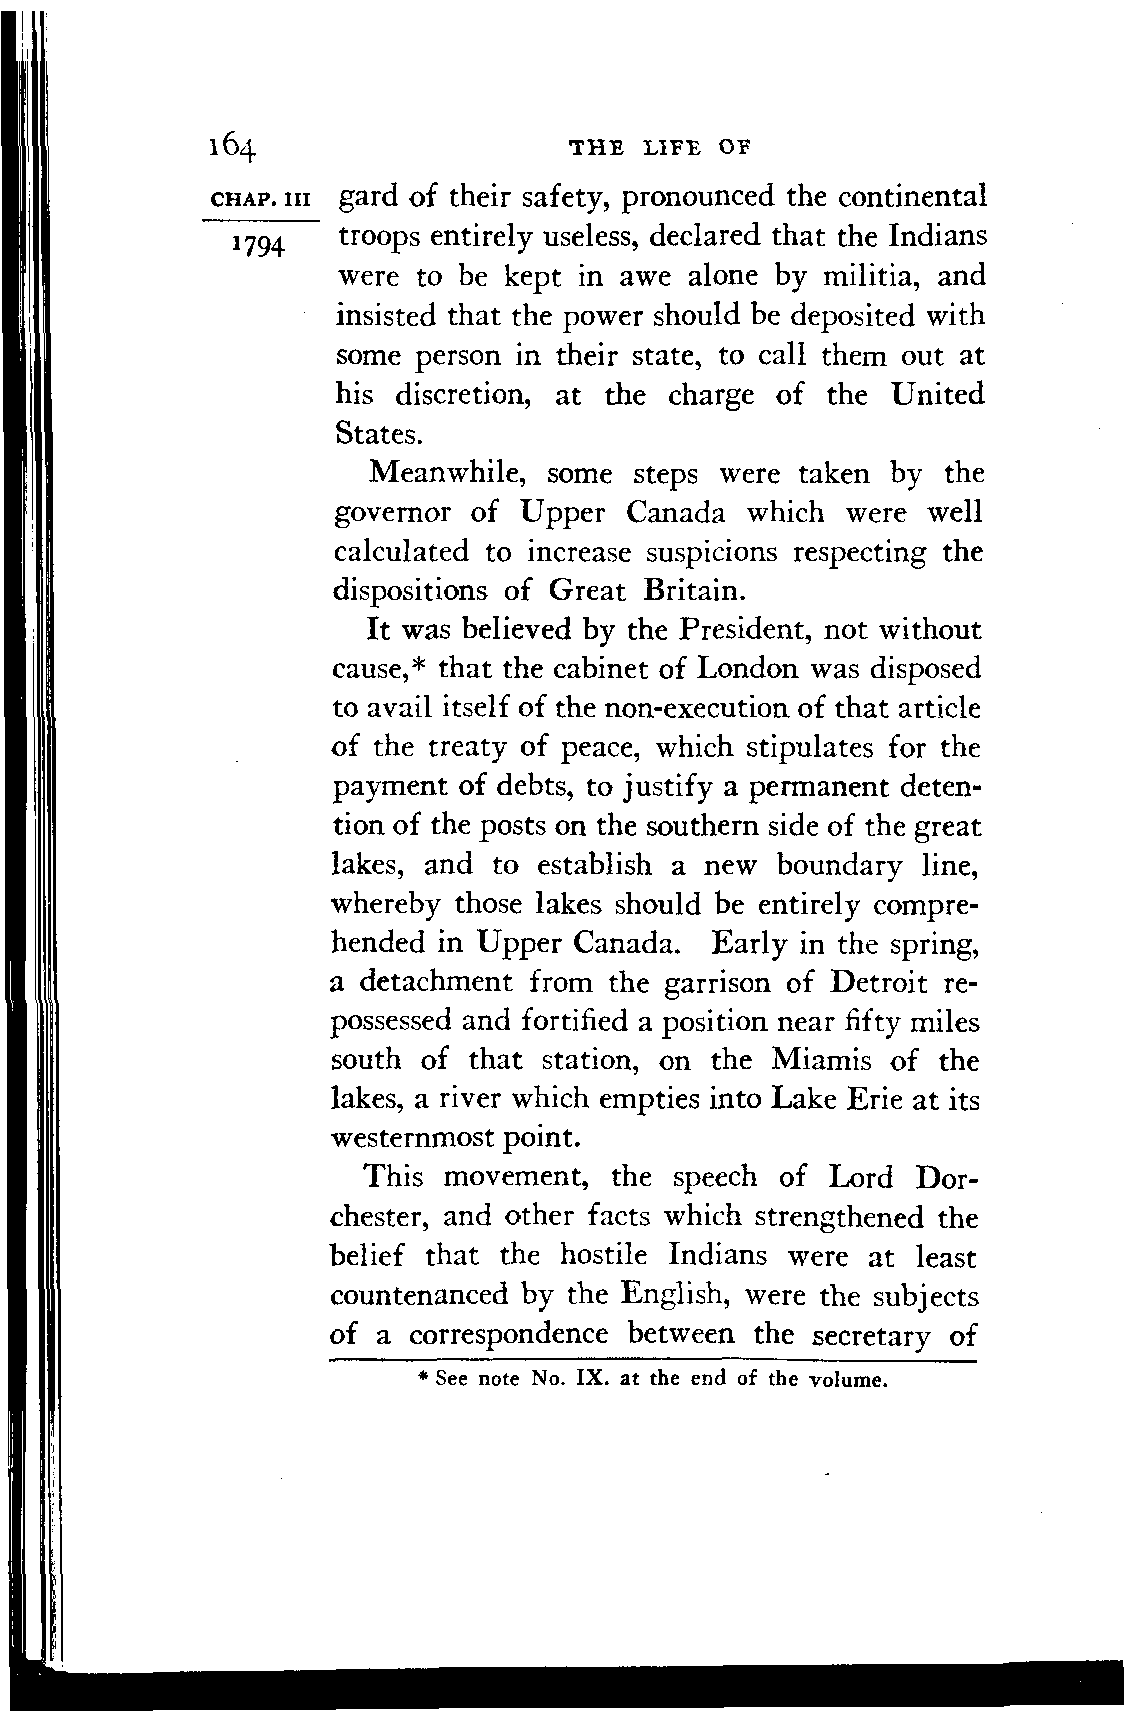 164 THE LIFE OF
CHAP. III gard of their safety, pronounced the continental
1794 troops entirely useless, declared that the Indians
were to be kept in awe alone by militia, and
insisted that the power should be deposited with
some person in their state, to call them out at
his discretion, at the charge of the United
States.
Meanwhile, some steps were taken by the
governor of Upper Canada which were well
calculated to increase suspicions respecting the
dispositions of Great Britain.
It was believed by the President, not without
cause,* that the cabinet of London was disposed
to avail itself of the non-execution of that article
of the treaty of peace, which stipulates for the
payment of debts, to justify a permanent deten-
tion of the posts on the southern side of the great
lakes, and to establish a new boundary line,
whereby those lakes should be entirely compre-
hended in Upper Canada. Early in the spring,
a detachment from the garrison of Detroit re-
possessed and fortified a position near fifty miles
south of that station, on the Miamis of the
lakes, a river which empties into Lake Erie at its
westernmost point.
This movement, the speech of Lord Dor-
chester, and other facts which strengthened the
belief that the hostile Indians were at least
countenanced by the English, were the subjects
of a correspondence between the secretary of
* See note No. IX. at the end of the volume.